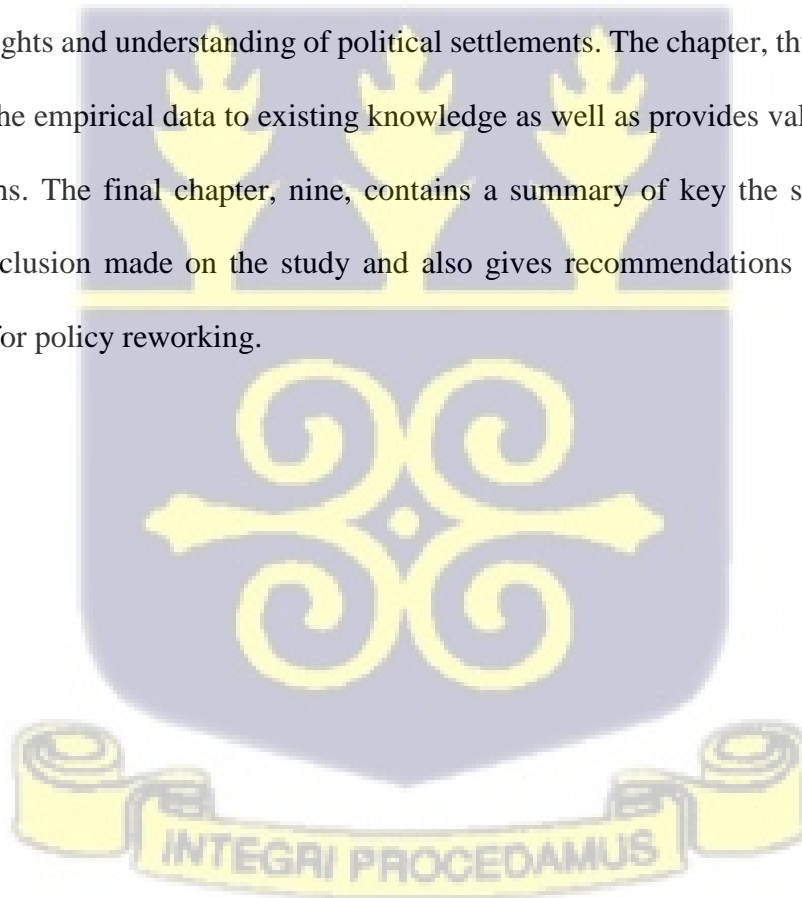 ghts and understanding of political settlements. The chapter, th
he empirical data to existing knowledge as well as provides val
ns. The final chapter, nine, contains a summary of key the s
clusion made on the study and also gives recommendations
for policy reworking.
INTEGRI PROCEDAMUS